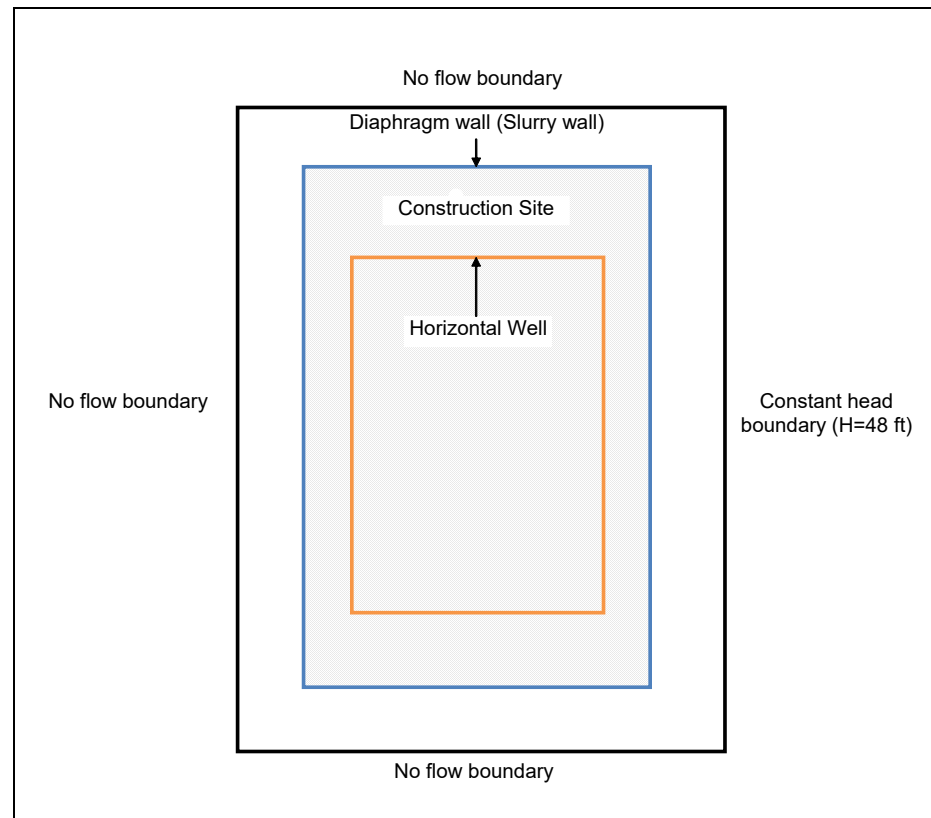 No flow boundary
Diaphragm wall (Slurry wall)
Construction Site
Horizontal Well
No flow boundary
Constant head
boundary (H=48 ft)
No flow boundary